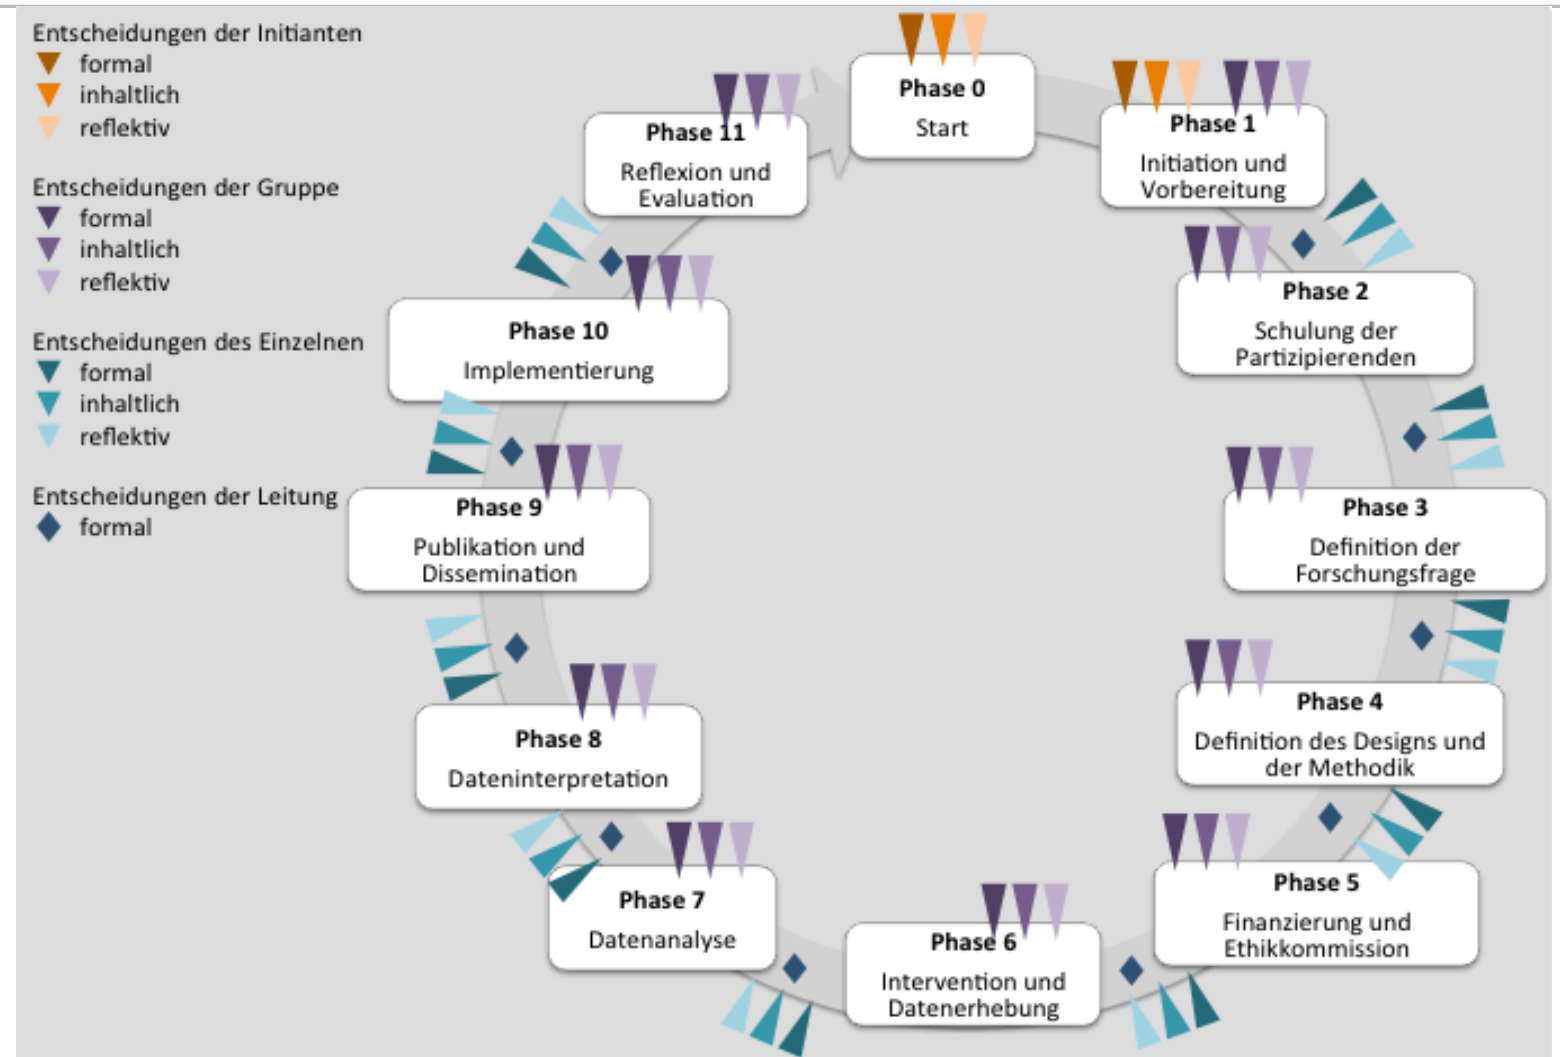 Entscheidungen der Initianten
formal
inhaltlich
reflektiv
Entscheidungen der Gruppe
formal
inhaltlich
reflektiv
Entscheidungen des Einzelnen
formal
inhaltlich
reflektiv
Entscheidungen der Leitung
formal
Phase 0
Start
Phase 1
Initiation und
Vorbereitung
Phase 2
Schulung der
Partizipierenden
Phase 3
Definition der
Forschungsfrage
Phase 4
Definition des Designs und
der Methodik
Phase 5
Finanzierung und
Ethikkommission
Phase 6
Intervention und
Datenerhebung
Phase 7
Datenanalyse
Phase 8
Dateninterpretation
Phase 9
Publikation und
Dissemination
Phase 10
Implementierung
Phase 11
Reflexion und
Evaluation